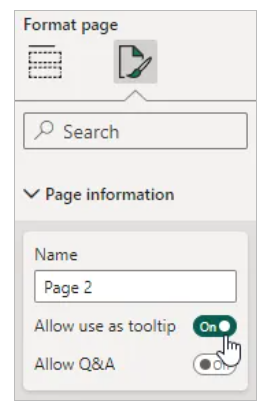 Format page
Search
Page information
Name
Page 2
Allow use as tooltip On
Allow Q&A